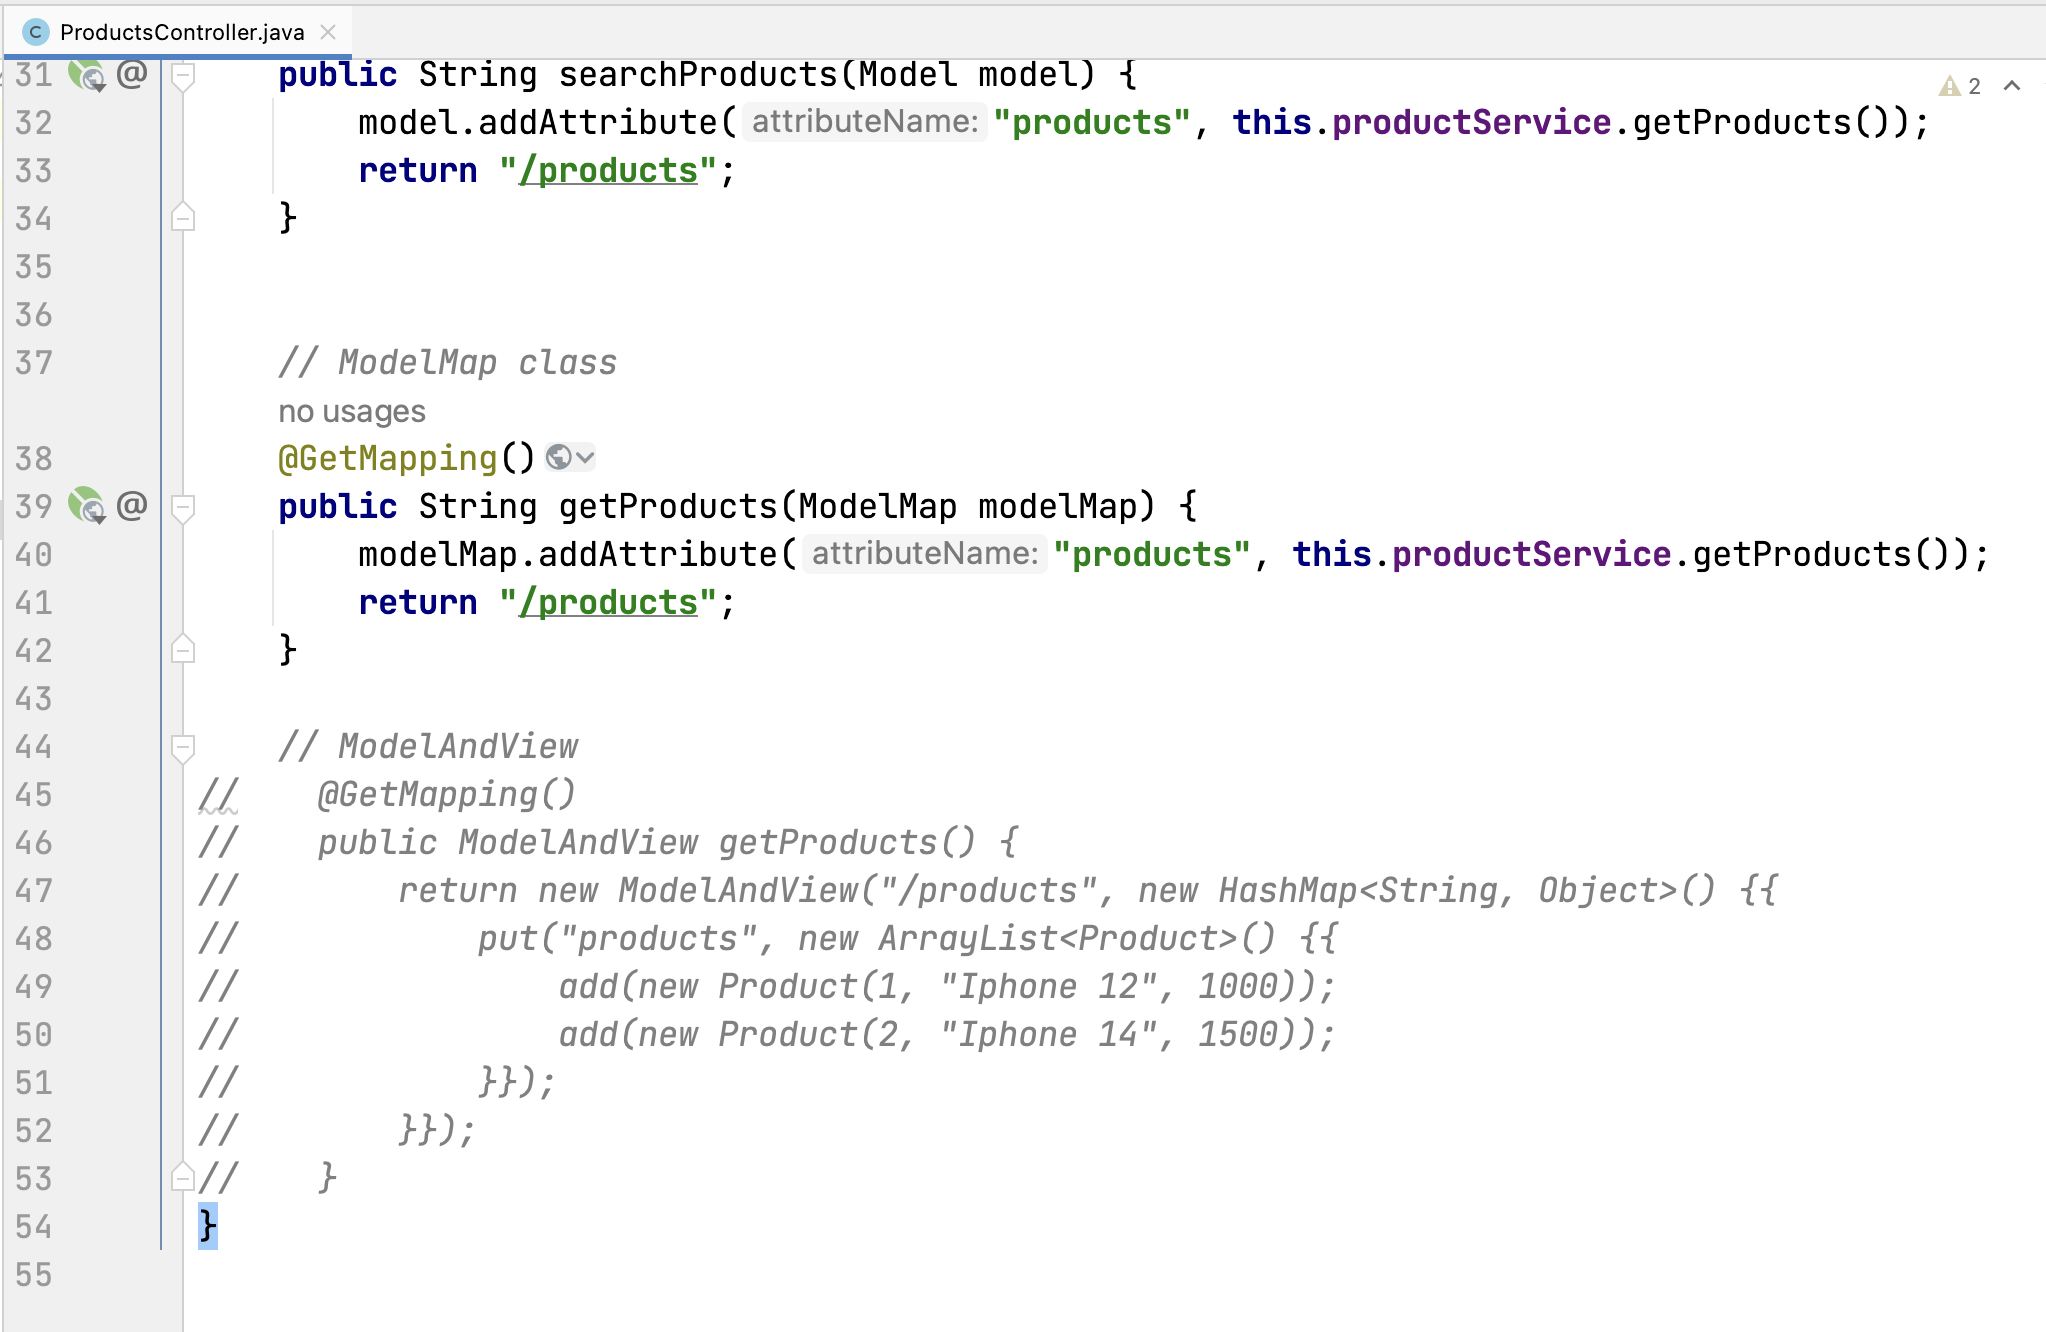 C ProductsController.java
31 @ public String searchProducts(Model model) {
2
32 model.addAttribute( attributeName: "products", this.productService.getProducts());
33 return "/products";
34 }
35
36
37 // ModelMap class
no usages
38 @GetMapping()
39 @ public String getProducts(ModelMap modelMap) {
40 modelMap.addAttribute( attributeName: "products", this.productService.getProducts());
41 return "/products";
42 }
43
44 // ModelAndView
45 // @GetMapping()
46 // public ModelAndView getProducts() {
47 // return new ModelAndView("/products", new HashMap<String, Object>() {{
48 // put("products", new ArrayList<Product>() {{
49 // add(new Product(1, "Iphone 12", 1000));
50 // add(new Product(2, "Iphone 14", 1500));
51 // }});
52 // }});
53 // }
54 }
55